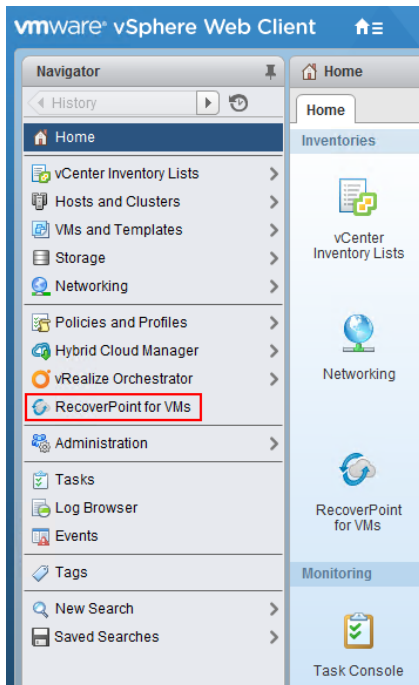 vmware® vSphere Web Client
Navigator
History
Home
vCenter Inventory Lists
Hosts and Clusters
VMs and Templates
Storage
Networking
Policies and Profiles
Hybrid Cloud Manager
vRealize Orchestrator
RecoverPoint for VMs
Administration
Tasks
Log Browser
Events
Tags
New Search
Saved Searches
Home
Home
Inventories
vCenter
Inventory Lists
Networking
RecoverPoint
for VMs
Monitoring
Task Console